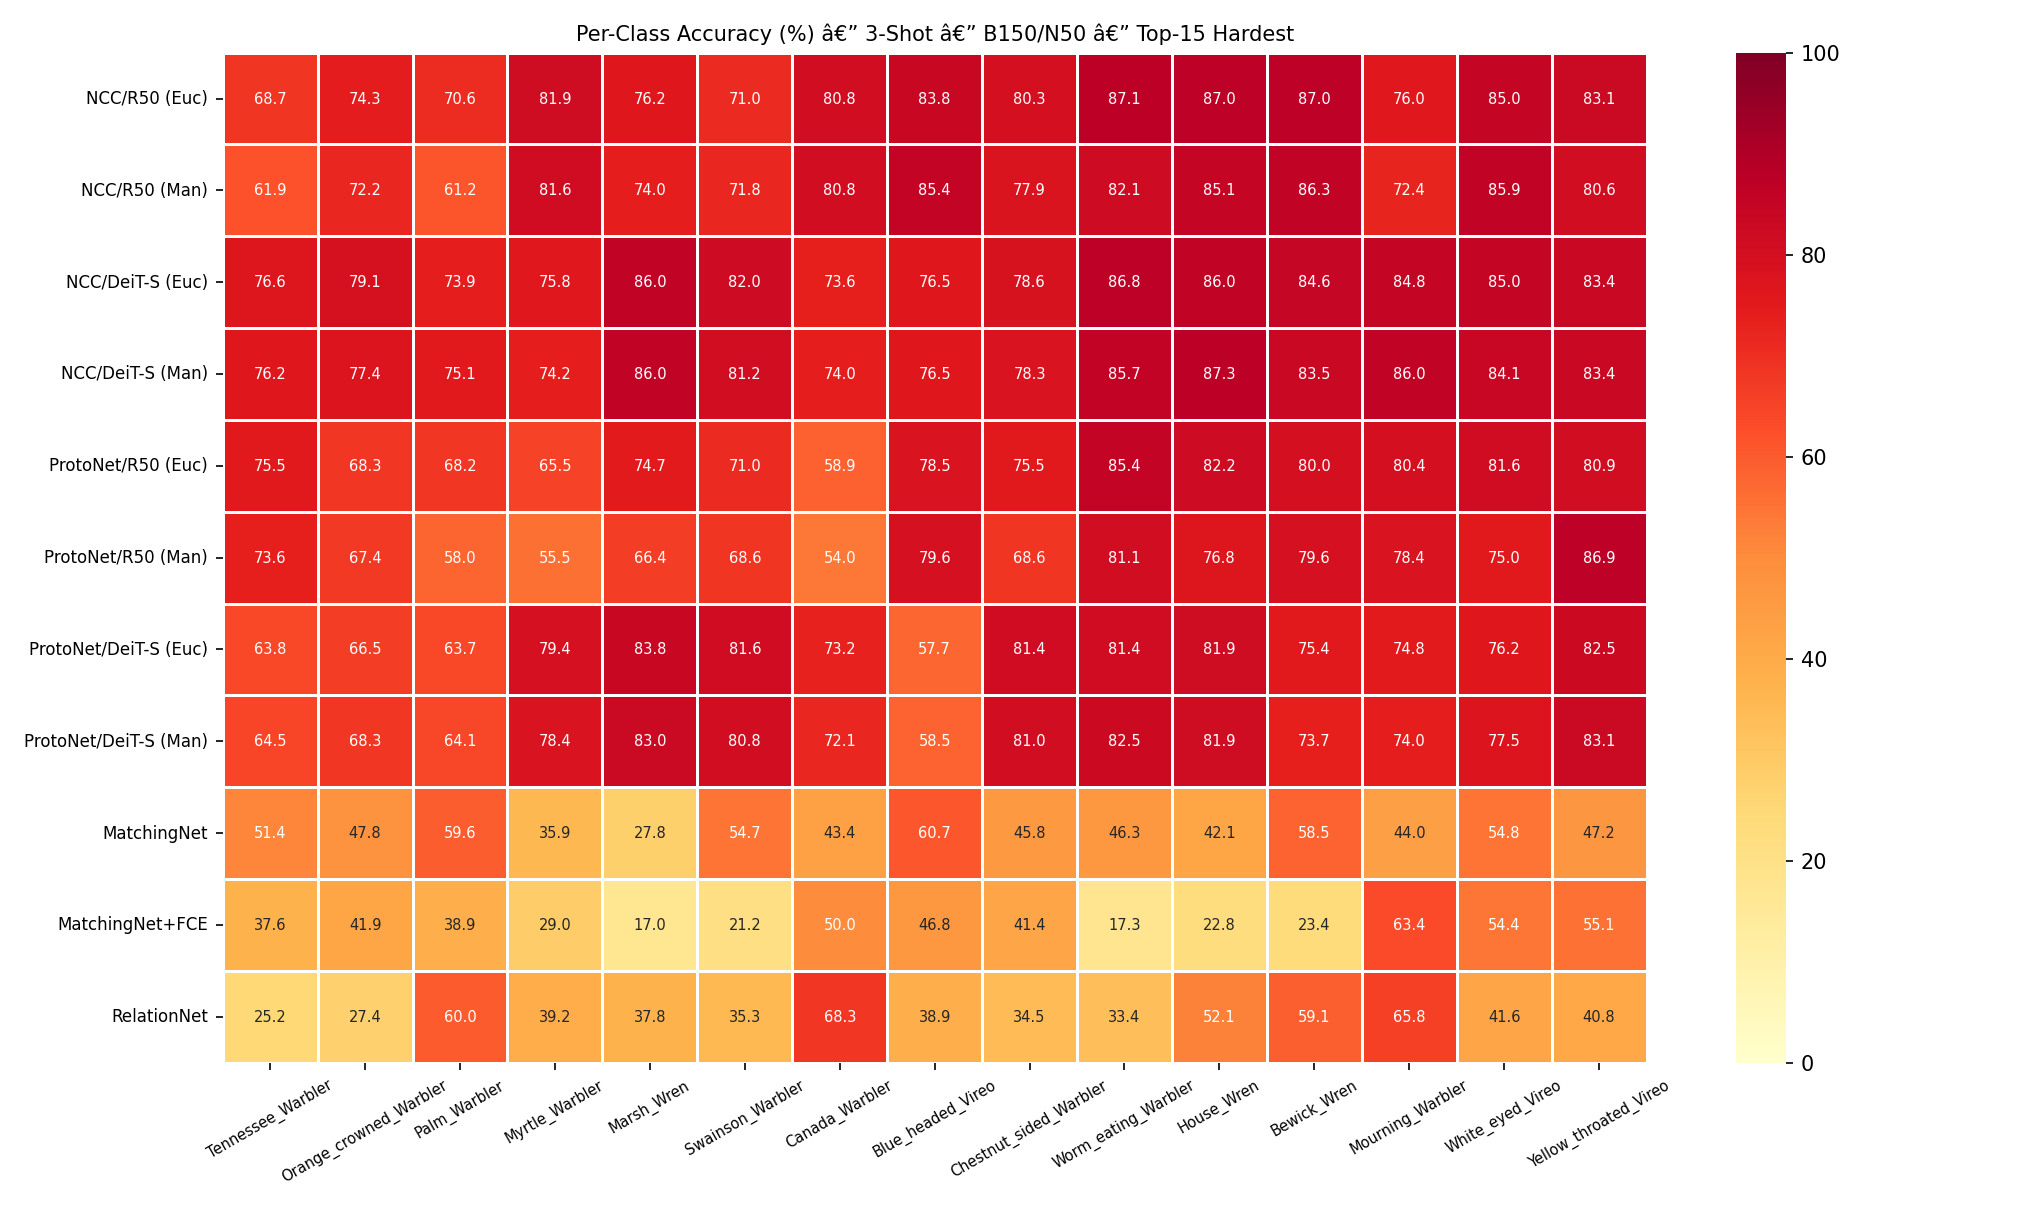 Per-Class Accuracy (%) â€” 3-Shot â€” B150/N50 â€” Top-15 Hardest
NCC/R50 (Euc) 68.7 74.3 70.6 81.9 76.2 71.0 80.8 83.8 80.3 87.1 87.0 87.0 76.0 85.0 83.1
NCC/R50 (Man) 61.9 72.2 61.2 81.6 74.0 71.8 80.8 85.4 77.9 82.1 85.1 86.3 72.4 85.9 80.6
NCC/DeiT-S (Euc) 76.6 79.1 73.9 75.8 86.0 82.0 73.6 76.5 78.6 86.8 86.0 84.6 84.8 85.0 83.4
NCC/DeiT-S (Man) 76.2 77.4 75.1 74.2 86.0 81.2 74.0 76.5 78.3 85.7 87.3 83.5 86.0 84.1 83.4
ProtoNet/R50 (Euc) 75.5 68.3 68.2 65.5 74.7 71.0 58.9 78.5 75.5 85.4 82.2 80.0 80.4 81.6 80.9
ProtoNet/R50 (Man) 73.6 67.4 58.0 55.5 66.4 68.6 54.0 79.6 68.6 81.1 76.8 79.6 78.4 75.0 86.9
ProtoNet/DeiT-S (Euc) 63.8 66.5 63.7 79.4 83.8 81.6 73.2 57.7 81.4 81.4 81.9 75.4 74.8 76.2 82.5
ProtoNet/DeiT-S (Man) 64.5 68.3 64.1 78.4 83.0 80.8 72.1 58.5 81.0 82.5 81.9 73.7 74.0 77.5 83.1
MatchingNet 51.4 47.8 59.6 35.9 27.8 54.7 43.4 60.7 45.8 46.3 42.1 58.5 44.0 54.8 47.2
MatchingNet+FCE 37.6 41.9 38.9 29.0 17.0 21.2 50.0 46.8 41.4 17.3 22.8 23.4 63.4 54.4 55.1
RelationNet 25.2 27.4 60.0 39.2 37.8 35.3 68.3 38.9 34.5 33.4 52.1 59.1 65.8 41.6 40.8
Tennessee_Warbler
Orange_crowned_Warbler
Palm_Warbler
Myrtle_Warbler
Marsh_Wren
Swainson_Warbler
Canada_Warbler
Blue_headed_Vireo
Chestnut_sided_Warbler
Worm_eating_Warbler
House_Wren
Bewick_Wren
Mourning_Warbler
White_eyed_Vireo
Yellow_throated_Vireo
100
80
60
40
20
0